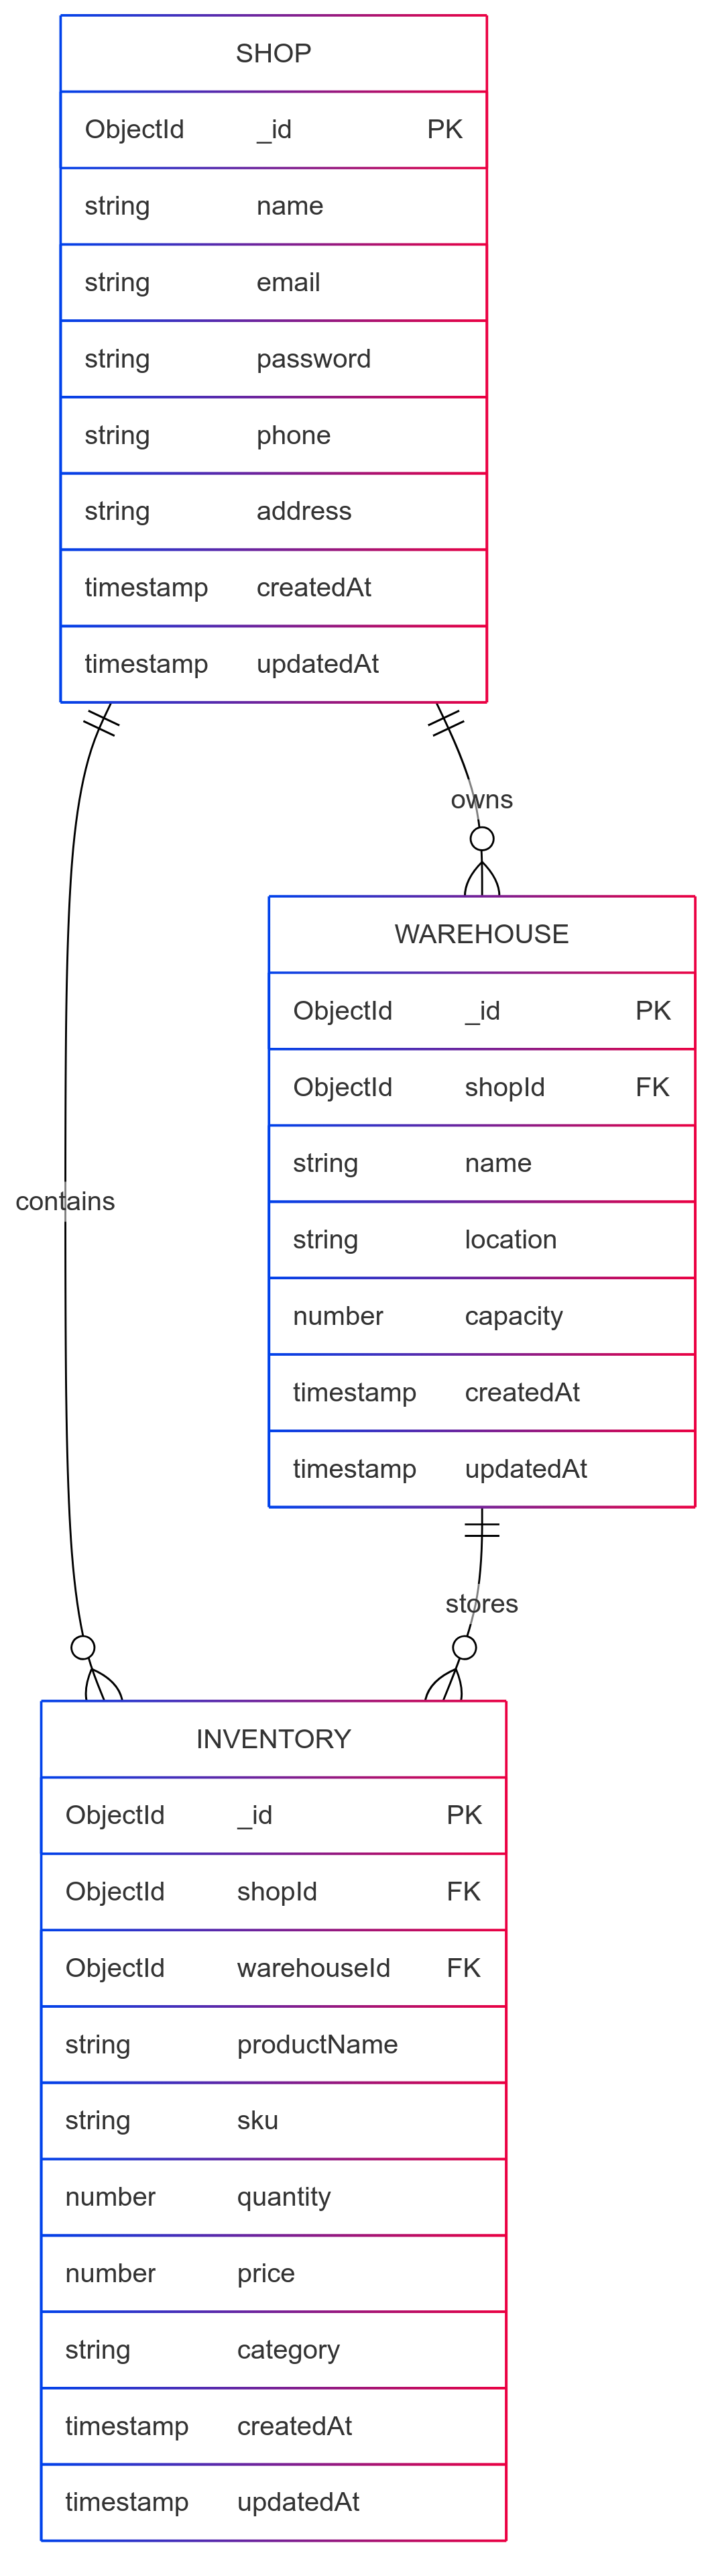 SHOP
ObjectId _id PK
string name
string email
string password
string phone
string address
timestamp createdAt
timestamp updatedAt
owns
WAREHOUSE
ObjectId _id PK
ObjectId shopId FK
string name
contains
string location
number capacity
timestamp createdAt
timestamp updatedAt
stores
INVENTORY
ObjectId _id PK
ObjectId shopId FK
ObjectId warehouseId FK
string productName
string sku
number quantity
number price
string category
timestamp createdAt
timestamp updatedAt